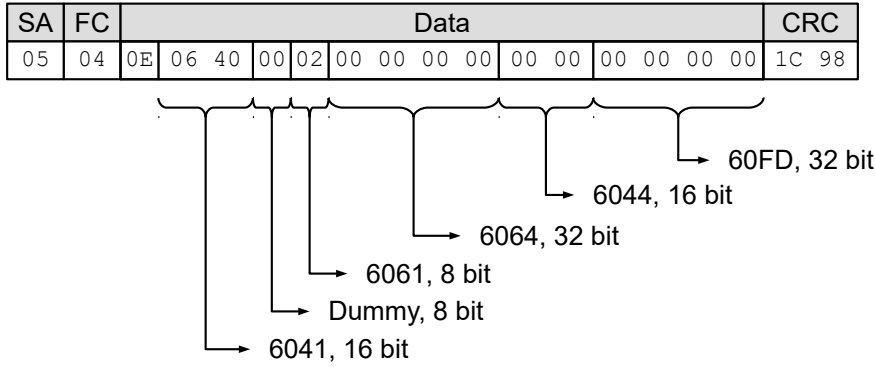 SA FC Data CRC
05 04 0E 06 40 00 02 00 00 00 00 00 00 00 00 00 00 1C 98
60FD, 32 bit
6044, 16 bit
6064, 32 bit
6061, 8 bit
Dummy, 8 bit
6041, 16 bit